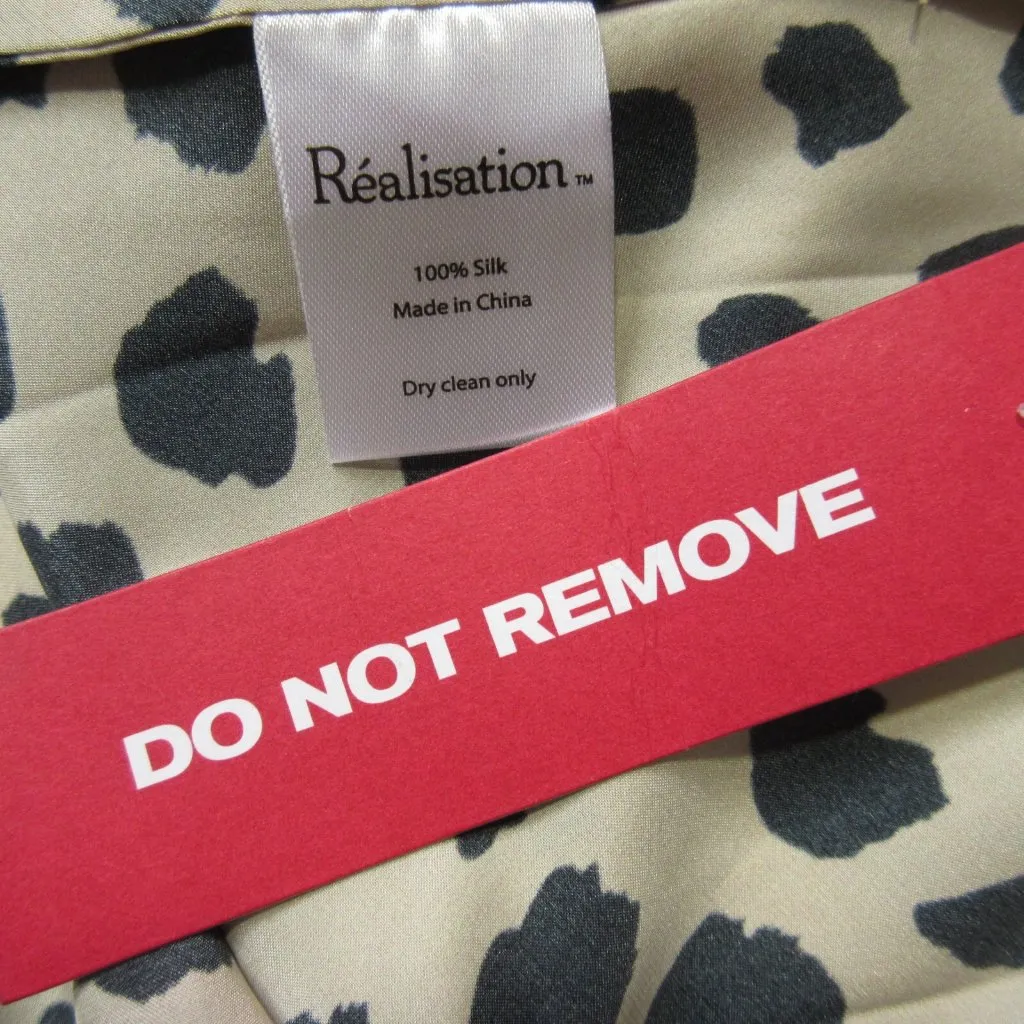 Réalisation™
100% Silk
Made in China
Dry clean only
DO NOT REMOVE